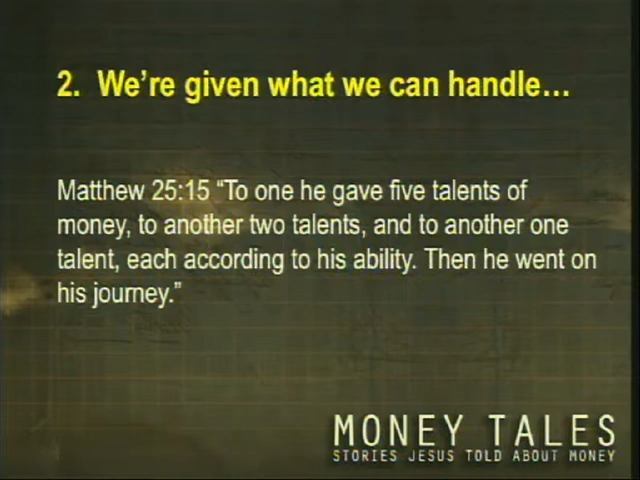 2. We're given what we can handle…
Matthew 25:15 “To one he gave five talents of
money, to another two talents, and to another one
talent, each according to his ability. Then he went on
his journey.”
MONEY TALES
STORIES JESUS TOLD ABOUT MONEY